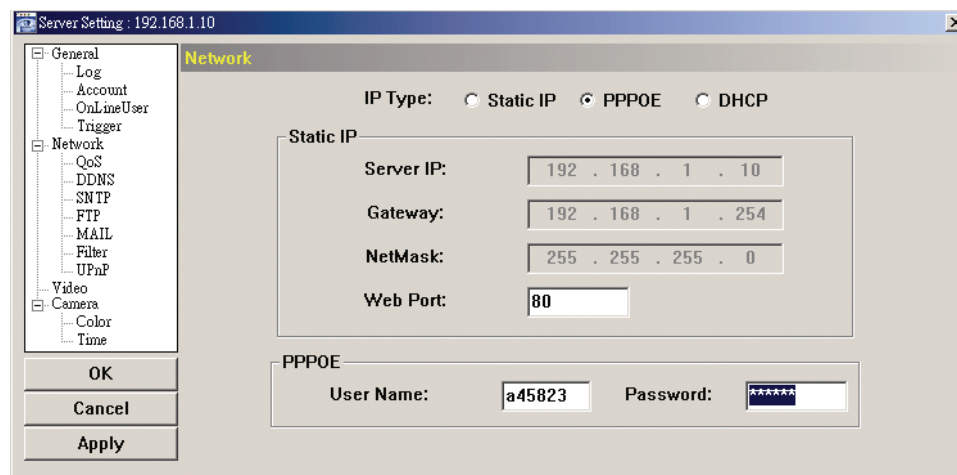 Server Setting : 192.168.1.10
General
Log
Account
OnLineUser
Trigger
Network
QoS
DDNS
SNTP
FTP
MAIL
Filter
UPnP
Video
Camera
Color
Time
OK
Cancel
Apply
Network
IP Type: Static IP PPPOE DHCP
Static IP
Server IP: 192 . 168 . 1 . 10
Gateway: 192 . 168 . 1 . 254
NetMask: 255 . 255 . 255 . 0
Web Port: 80
PPPOE
User Name: a45823 Password: ******